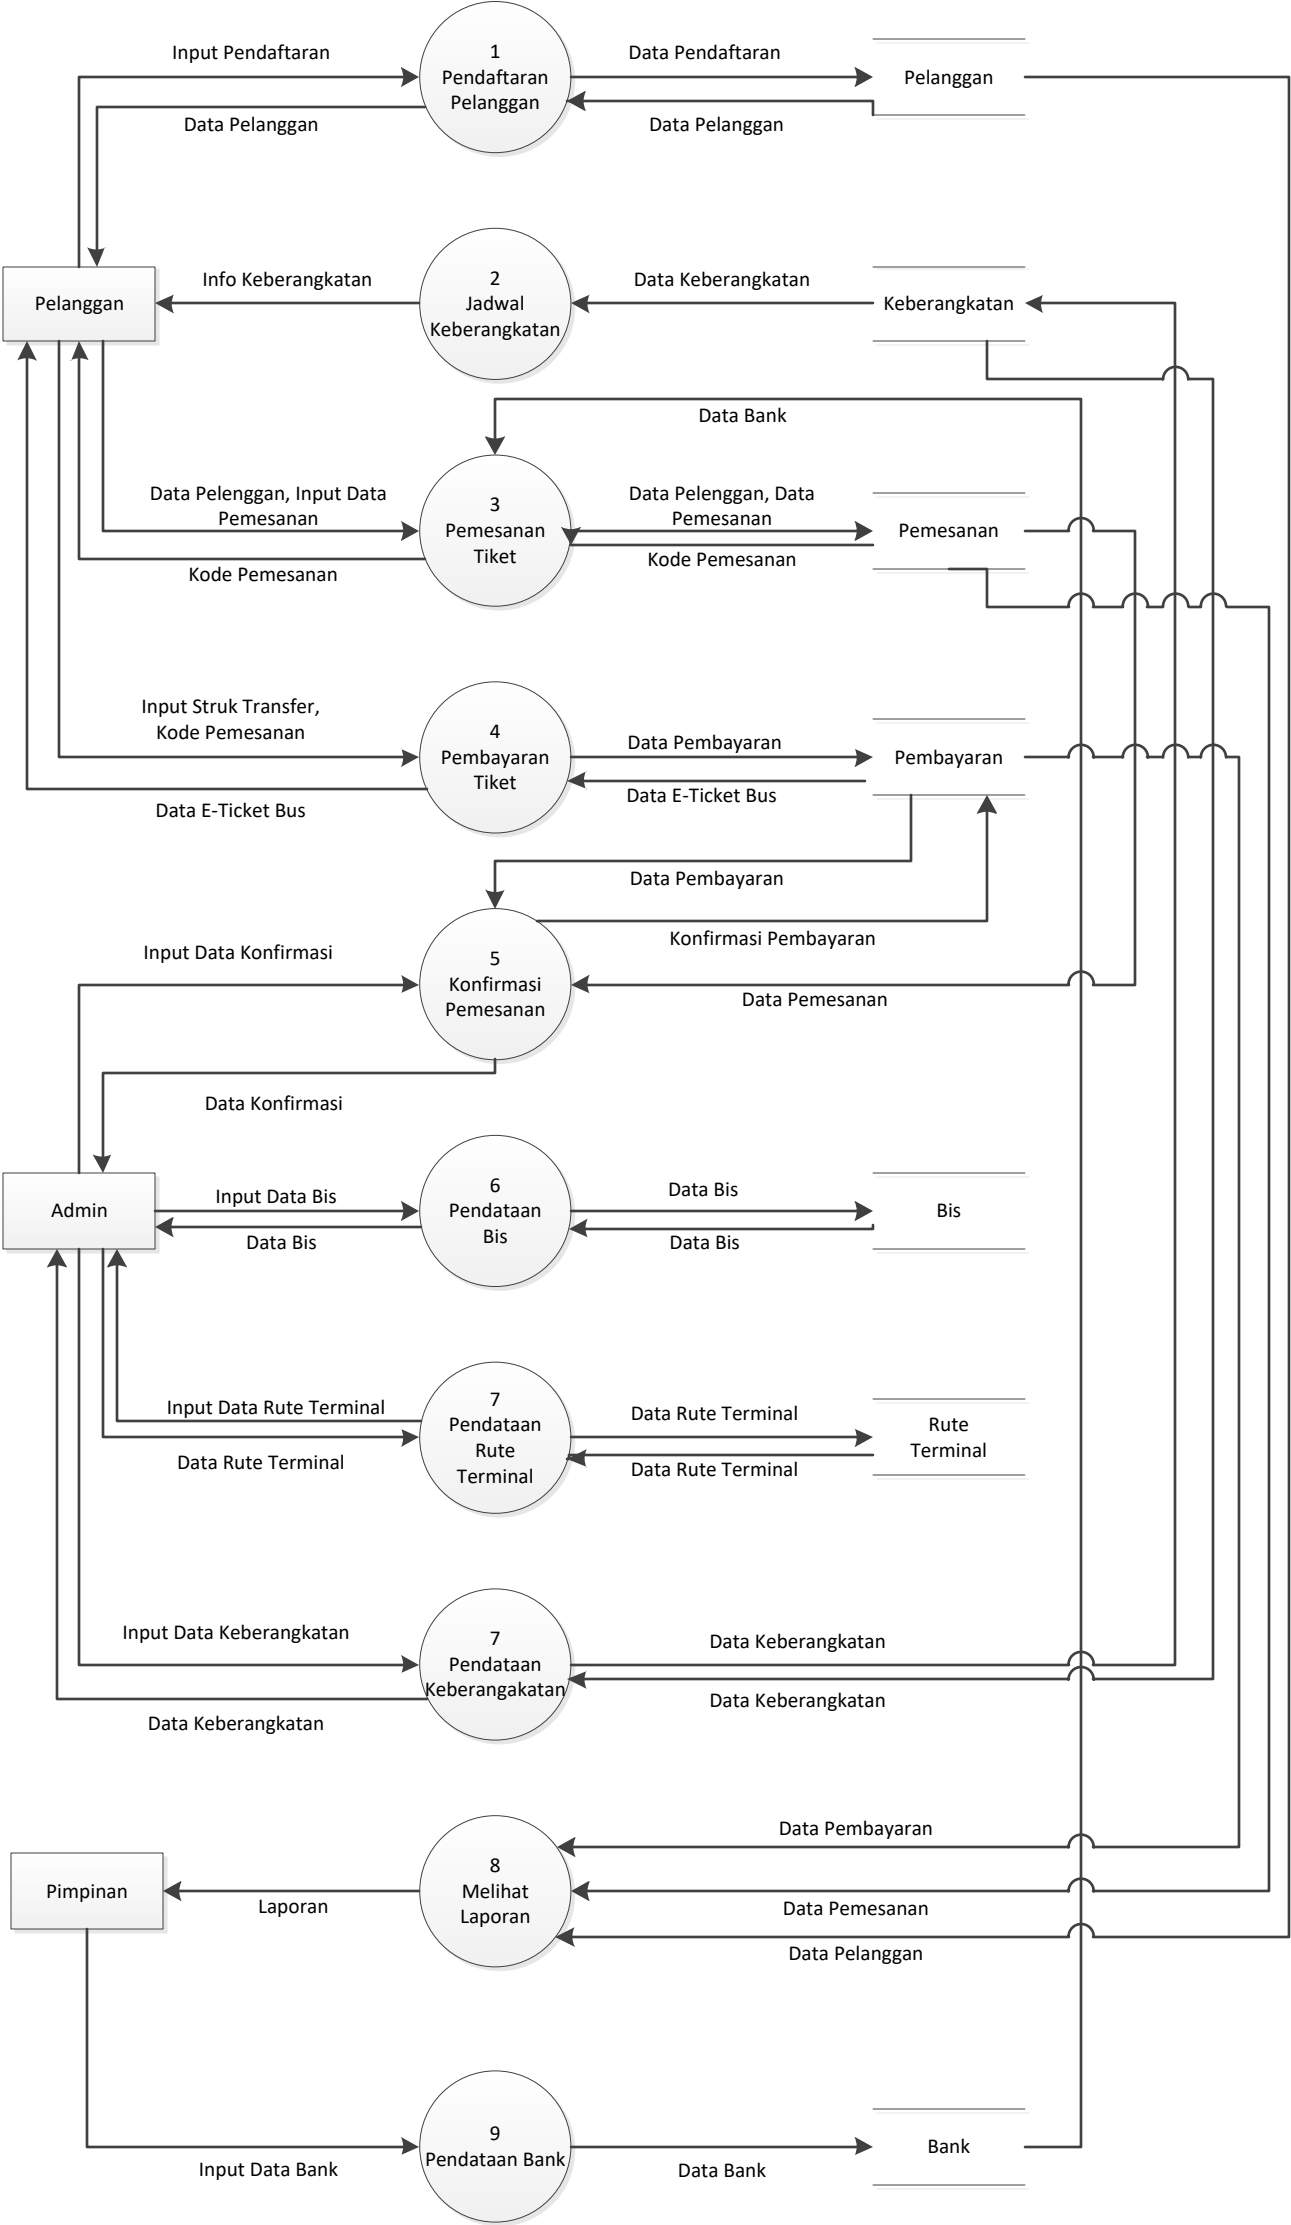 Input Pendaftaran
1
Pendaftaran
Pelanggan
Data Pendaftaran
Pelanggan
Data Pelanggan
Data Pelanggan
Pelanggan
Info Keberangkatan
2
Jadwal
Keberangkatan
Data Keberangkatan
Keberangkatan
Data Bank
Data Pelenggan, Input Data
Pemesanan
3
Pemesanan
Tiket
Data Pelenggan, Data
Pemesanan
Pemesanan
Kode Pemesanan
Kode Pemesanan
Input Struk Transfer,
Kode Pemesanan
4
Pembayaran
Tiket
Data Pembayaran
Pembayaran
Data E-Ticket Bus
Data E-Ticket Bus
Data Pembayaran
Konfirmasi Pembayaran
Input Data Konfirmasi
5
Konfirmasi
Pemesanan
Data Pemesanan
Data Konfirmasi
Admin
Input Data Bis
Data Bis
6
Pendataan
Bis
Data Bis
Data Bis
Bis
Input Data Rute Terminal
Data Rute Terminal
7
Pendataan
Rute
Terminal
Data Rute Terminal
Data Rute Terminal
Rute
Terminal
Input Data Keberangkatan
Data Keberangkatan
7
Pendataan
Keberangakatan
Data Keberangkatan
Data Keberangkatan
Pimpinan
Laporan
8
Melihat
Laporan
Data Pembayaran
Data Pemesanan
Data Pelanggan
Input Data Bank
9
Pendataan Bank
Data Bank
Bank